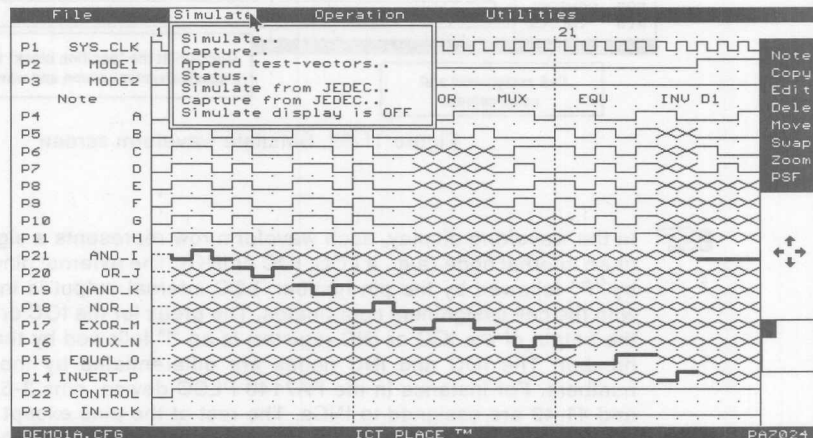 File Simulate Operation Utilities
1 21
Simulate..
Capture..
Append test-vectors..
Status..
Simulate from JEDEC..
Capture from JEDEC..
Simulate display is OFF
P1 SYS_CLK
P2 MODE1
MODE2
Note OR MUX EQU INV D1
P4 A
P5 B
P6 C
P7 D
P8 E
P9 F
P10 G
P11 H
P21 AND_I
P20 OR_J
P19 NAND_K
P18 NOR_L
P17 EXOR_M
P16 MUX_N
P15 EQUAL_O
P14 INVERT_P
P22 CONTROL
P13 IN_CLK
Note
Copy
Edit
Dele
Move
Swap
Zoom
PSF
DEMO1A.CFG ICT PLACE ™ PA7024